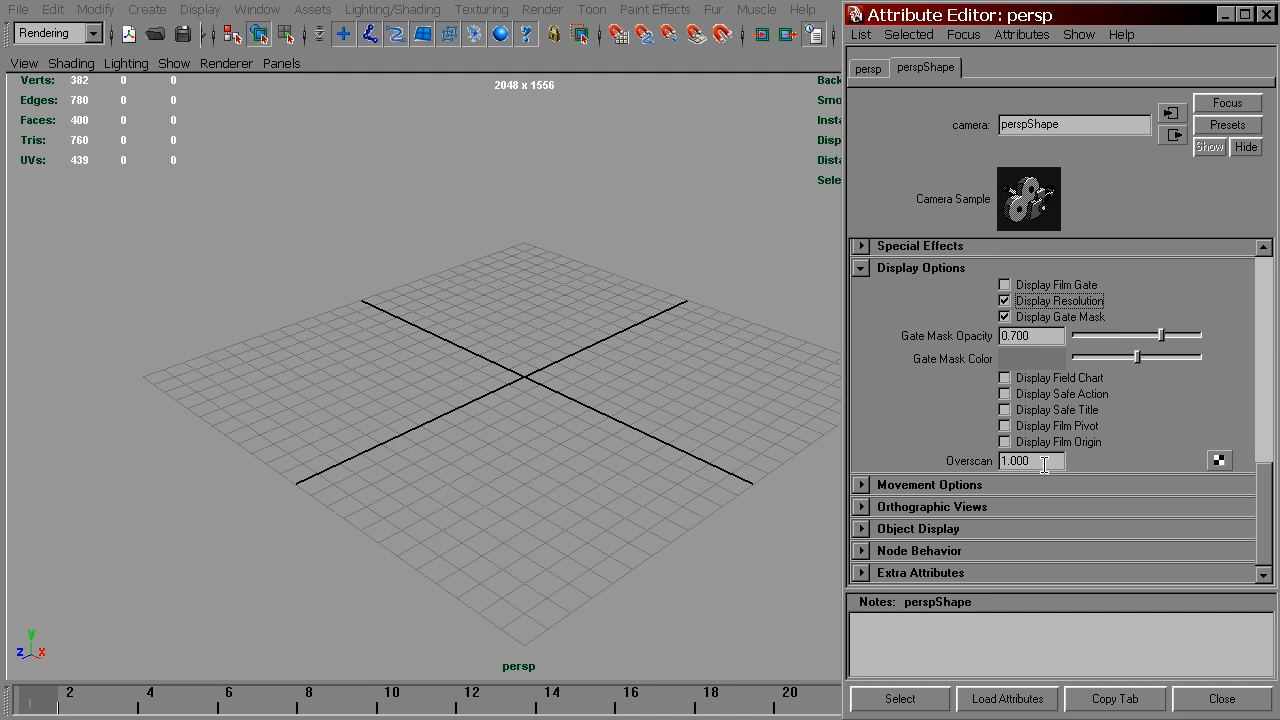 File Edit Modify Create Display Window Assets Lighting/Shading Texturing Render Toon Paint Effects Fur Muscle Help
Rendering
View Shading Lighting Show Renderer Panels
Verts: 382 0 0
Edges: 780 0 0
Faces: 400 0 0
Tris: 760 0 0
UVs: 439 0 0
2048 x 1556
Back
Smo
Insta
Disp
Dista
Sele
persp
y
z x
1 2 4 6 8 10 12 14 16 18 20
Attribute Editor: persp
List Selected Focus Attributes Show Help
persp perspShape
camera: perspShape
Focus
Presets
Show Hide
Camera Sample
Special Effects
Display Options
Display Film Gate
Display Resolution
Display Gate Mask
Gate Mask Opacity 0.700
Gate Mask Color
Display Field Chart
Display Safe Action
Display Safe Title
Display Film Pivot
Display Film Origin
Overscan 1.000
Movement Options
Orthographic Views
Object Display
Node Behavior
Extra Attributes
Notes: perspShape
Select Load Attributes Copy Tab Close